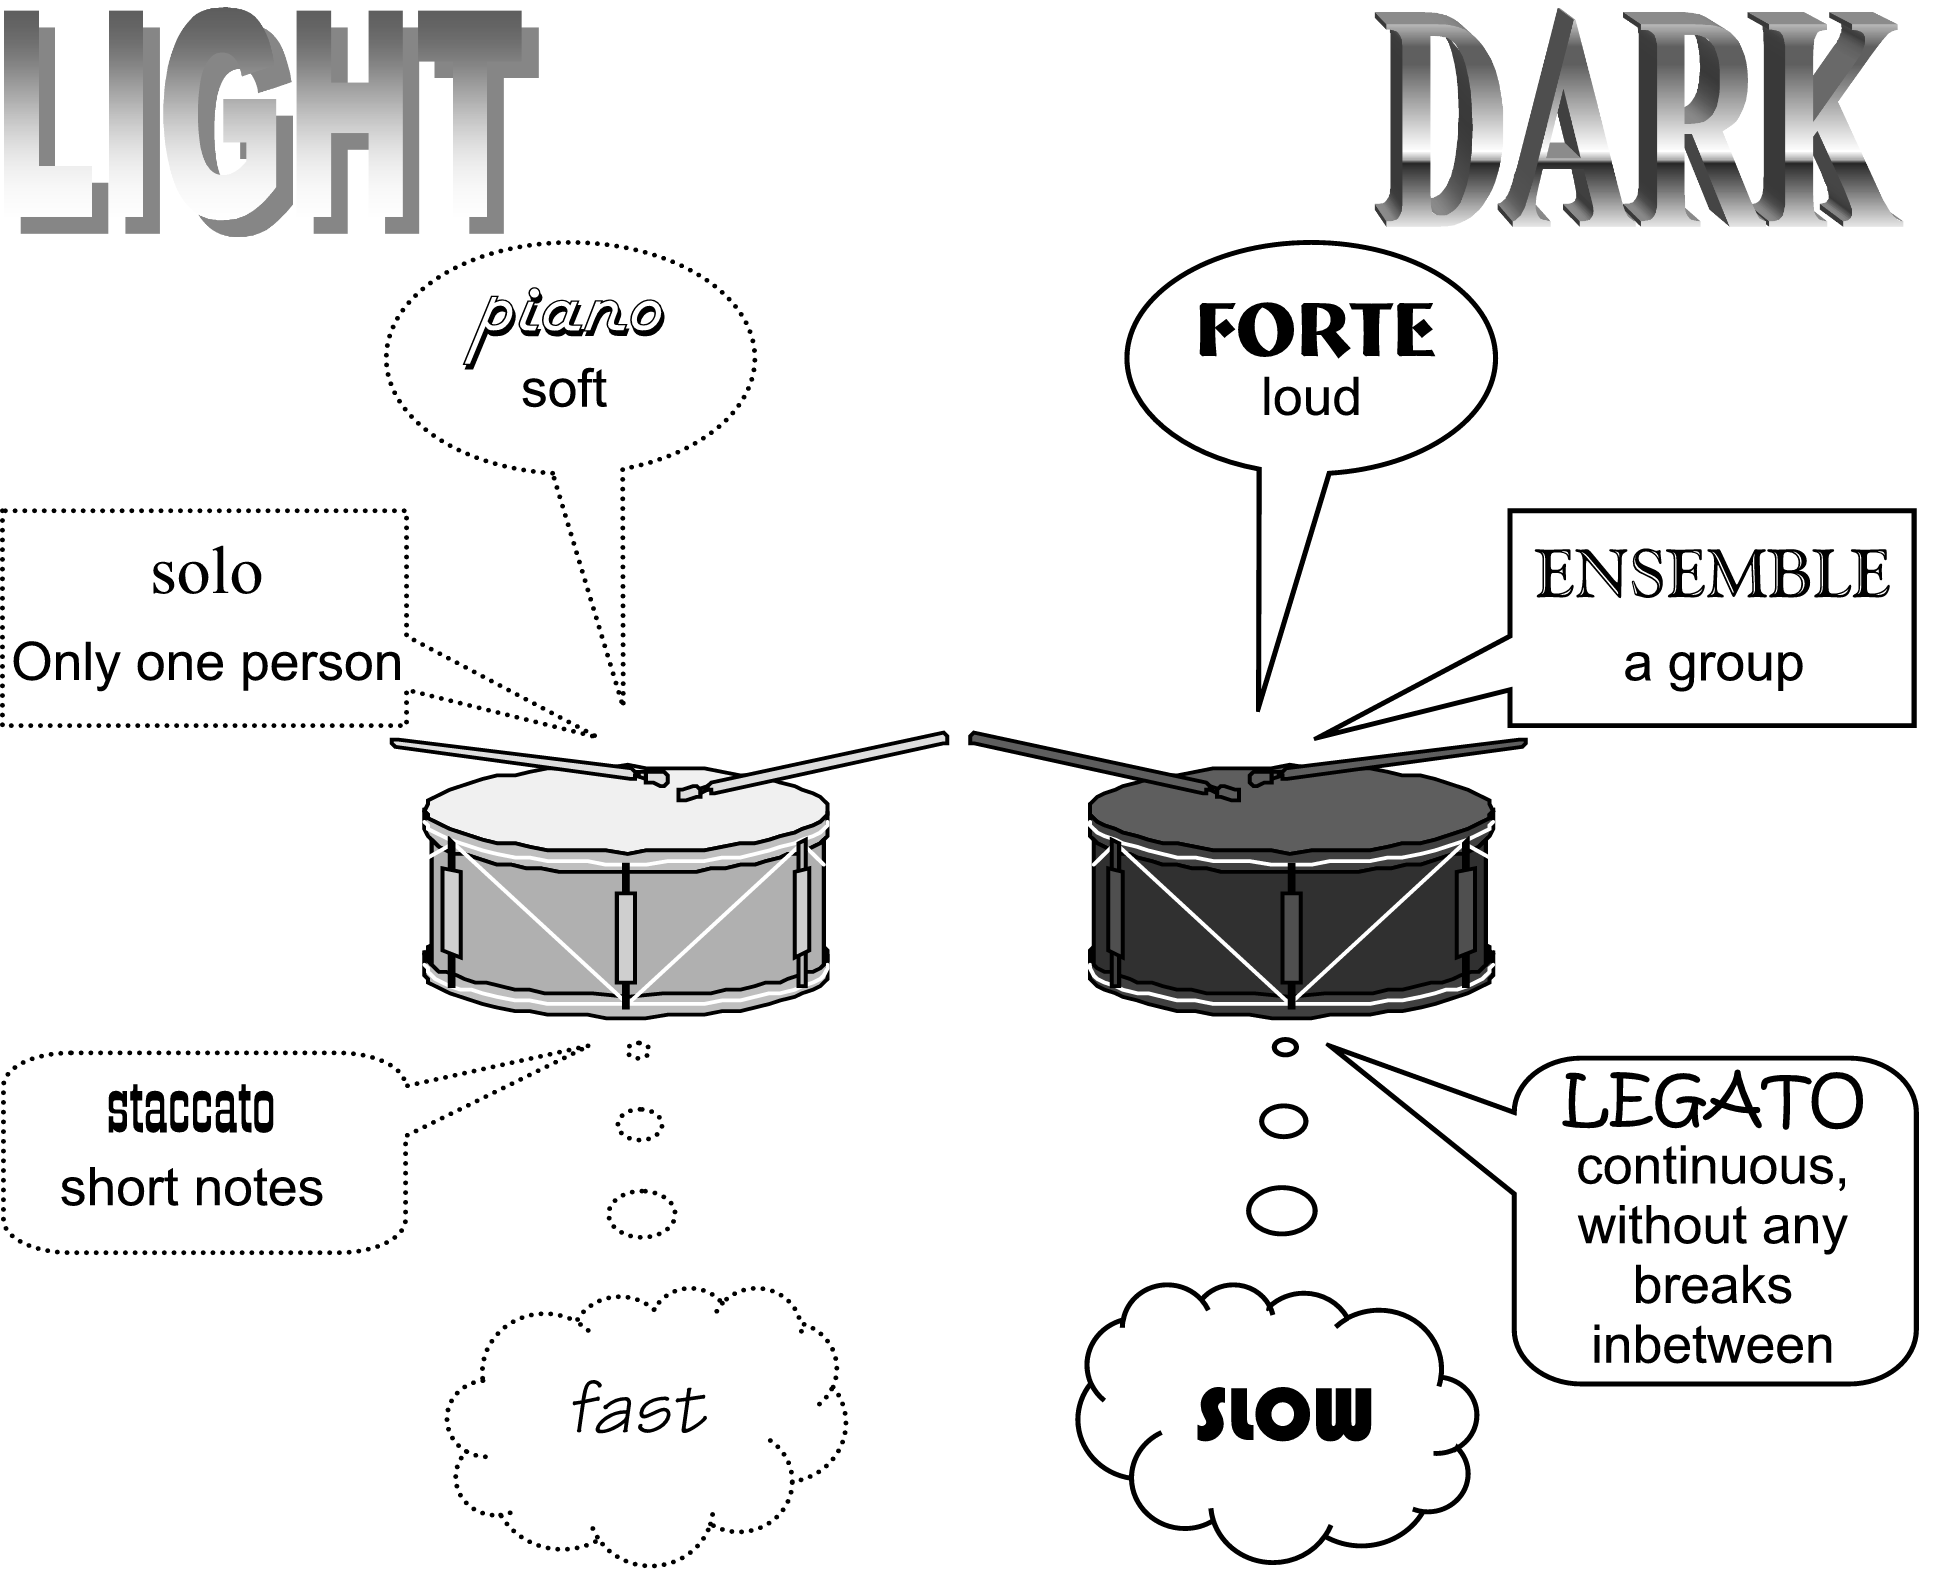 LIGHT
DARK
piano
soft
FORTE
loud
solo
Only one person
ENSEMBLE
a group
staccato
short notes
LEGATO
continuous,
without any
breaks
inbetween
fast
SLOW